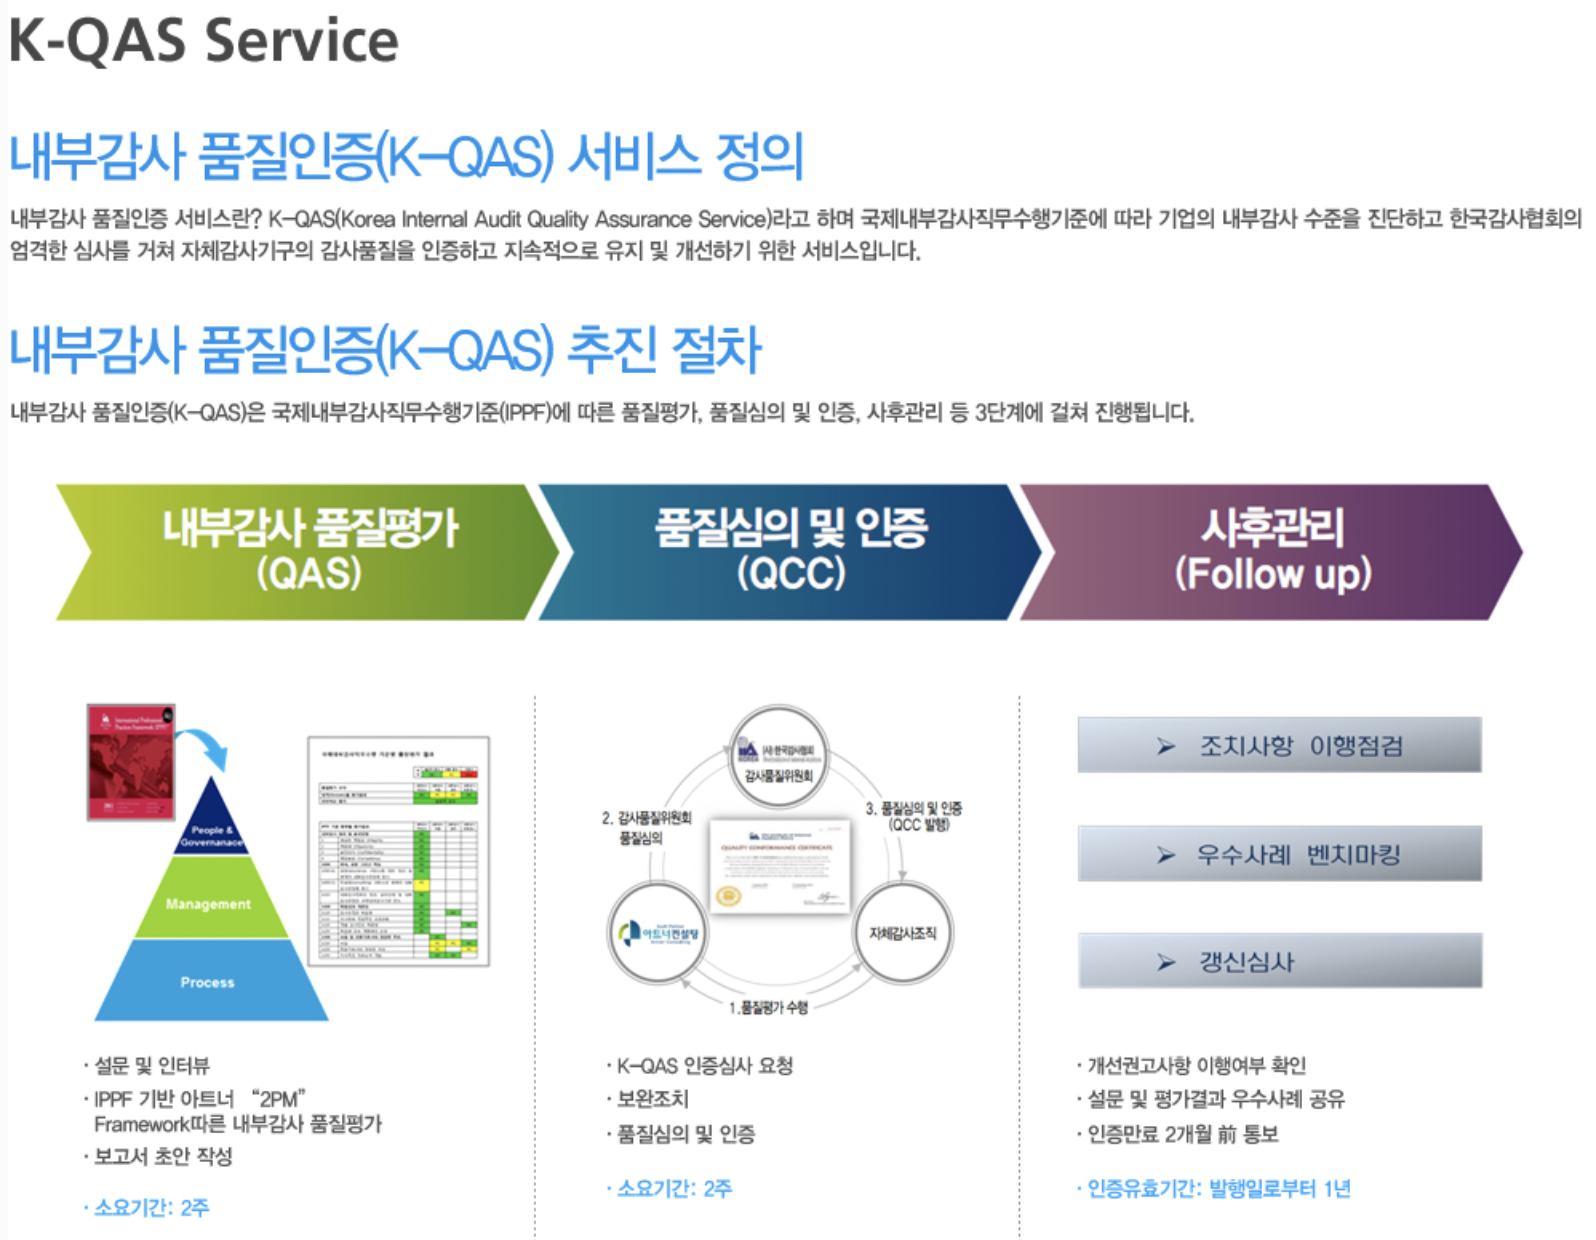 K-QAS Service
내부감사 품질인증(K-QAS) 서비스 정의
내부감사 품질인증 서비스란? K-QAS(Korea Internal Audit Quality Assurance Service)라고 하며 국제내부감사직무수행기준에 따라 기업의 내부감사 수준을 진단하고 한국감사협회의
엄격한 심사를 거쳐 자체감사기구의 감사품질을 인증하고 지속적으로 유지 및 개선하기 위한 서비스입니다.
내부감사 품질인증(K-QAS) 추진 절차
내부감사 품질인증(K-QAS)은 국제내부감사직무수행기준(IPPF)에 따른 품질평가, 품질심의 및 인증, 사후관리 등 3단계에 걸쳐 진행됩니다.
내부감사 품질평가
(QAS)
품질심의 및 인증
(QCC)
사후관리
(Follow up)
People &
Governanace
Management
Process
· 설문 및 인터뷰
· IPPF 기반 아트너 “2PM”
Framework따른 내부감사 품질평가
· 보고서 초안 작성
· 소요기간: 2주
(사)한국감사협회
감사품질위원회
2. 감사품질위원회
품질심의
3. 품질심의 및 인증
(QCC 발행)
QUALITY CONFORMANCE CERTIFICATE
아트너컨설팅
자체감사조직
1.품질평가 수행
· K-QAS 인증심사 요청
· 보완조치
· 품질심의 및 인증
· 소요기간: 2주
➢ 조치사항 이행점검
➢ 우수사례 벤치마킹
➢ 갱신심사
· 개선권고사항 이행여부 확인
· 설문 및 평가결과 우수사례 공유
· 인증만료 2개월 前 통보
· 인증유효기간: 발행일로부터 1년